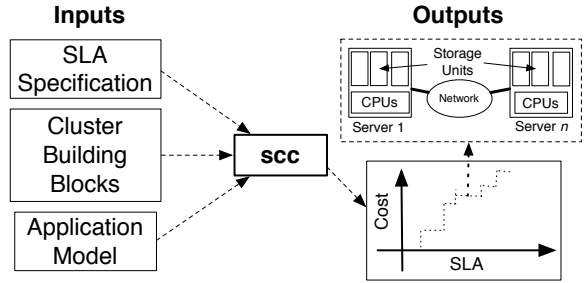 Inputs
SLA
Specification
Cluster
Building
Blocks
Application
Model
scc
Outputs
Storage
Units
CPUs
Network
CPUs
Server 1
Server n
Cost
SLA